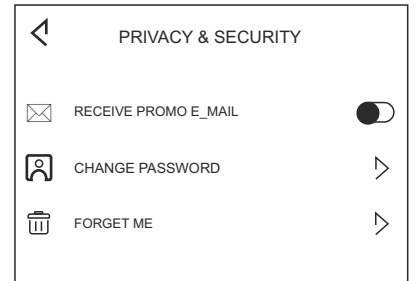 PRIVACY & SECURITY
RECEIVE PROMO E_MAIL
CHANGE PASSWORD
FORGET ME